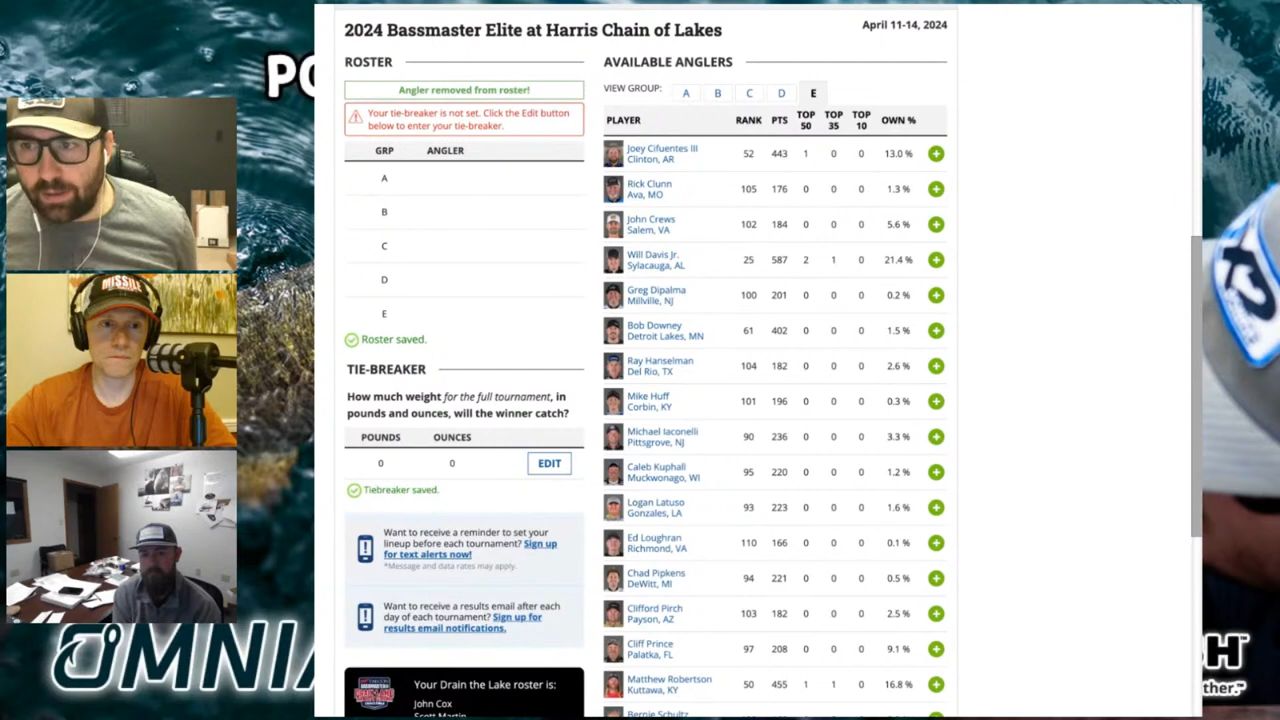 PO
MISSILE
2024 Bassmaster Elite at Harris Chain of Lakes
April 11-14, 2024
ROSTER
Angler removed from roster!
Your tie-breaker is not set. Click the Edit button
below to enter your tie-breaker.
GRP ANGLER
A
B
C
D
E
Roster saved.
TIE-BREAKER
How much weight for the full tournament, in
pounds and ounces, will the winner catch?
POUNDS OUNCES
0 0 EDIT
Tiebreaker saved.
Want to receive a reminder to set your
lineup before each tournament? Sign up
for text alerts now!
*Message and data rates may apply.
Want to receive a results email after each
day of each tournament? Sign up for
results email notifications.
Your Drain the Lake roster is:
John Cox
Scott Martin
AVAILABLE ANGLERS
VIEW GROUP: A B C D E
PLAYER RANK PTS TOP 50 TOP 35 TOP 10 OWN %
Joey Cifuentes III
Clinton, AR 52 443 1 0 0 13.0 %
Rick Clunn
Ava, MO 105 176 0 0 0 1.3 %
John Crews
Salem, VA 102 184 0 0 0 5.6 %
Will Davis Jr.
Sylacauga, AL 25 587 2 1 0 21.4 %
Greg Dipalma
Millville, NJ 100 201 0 0 0 0.2 %
Bob Downey
Detroit Lakes, MN 61 402 0 0 0 1.5 %
Ray Hanselman
Del Rio, TX 104 182 0 0 0 2.6 %
Mike Huff
Corbin, KY 101 196 0 0 0 0.3 %
Michael Iaconelli
Pittsgrove, NJ 90 236 0 0 0 3.3 %
Caleb Kuphall
Muckwonago, WI 95 220 0 0 0 1.2 %
Logan Latuso
Gonzales, LA 93 223 0 0 0 1.6 %
Ed Loughran
Richmond, VA 110 166 0 0 0 0.1 %
Chad Pipkens
DeWitt, MI 94 221 0 0 0 0.5 %
Clifford Pirch
Payson, AZ 103 182 0 0 0 2.5 %
Cliff Prince
Palatka, FL 97 208 0 0 0 9.1 %
Matthew Robertson
Kuttawa, KY 50 455 1 1 0 16.8 %
Bernie Schultz
OMNIA
H™
ther.™